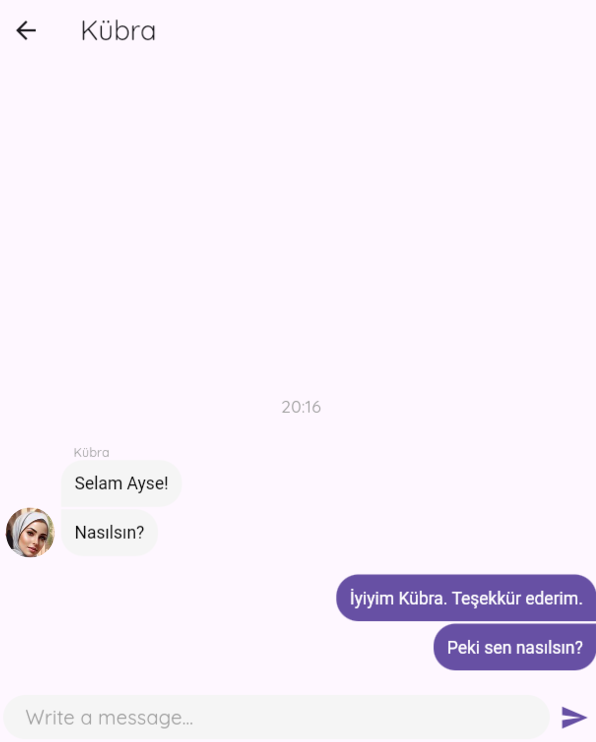 Kübra
20:16
Kübra
Selam Ayse!
Nasılsın?
İyiyim Kübra. Teşekkür ederim.
Peki sen nasılsın?
Write a message...